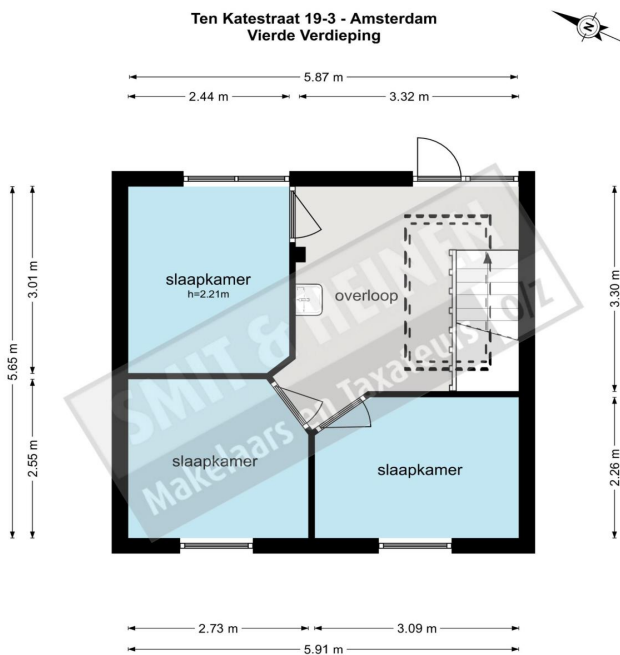 Ten Katestraat 19-3 - Amsterdam
Vierde Verdieping
N
5.87 m
2.44 m
3.32 m
5.65 m
3.01 m
2.55 m
3.30 m
2.26 m
slaapkamer
h=2.21m
overloop
slaapkamer
slaapkamer
SMIT & HEINEN
Makelaars en Taxateurs o/z
2.73 m
3.09 m
5.91 m